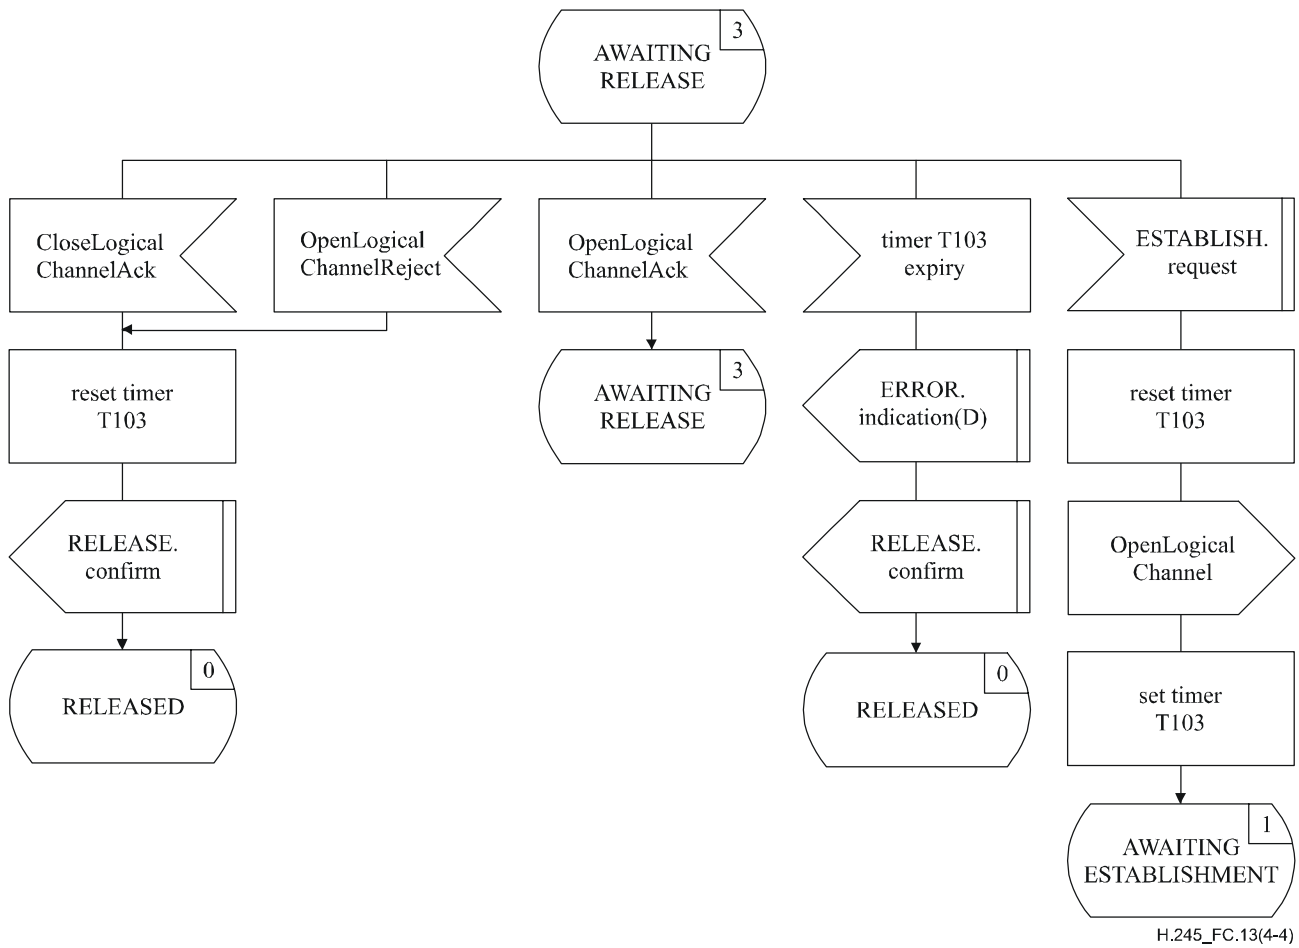 3
AWAITING
RELEASE
CloseLogical
ChannelAck
OpenLogical
ChannelReject
OpenLogical
ChannelAck
timer T103
expiry
ESTABLISH.
request
reset timer
T103
3
AWAITING
RELEASE
ERROR.
indication(D)
reset timer
T103
RELEASE.
confirm
RELEASE.
confirm
OpenLogical
Channel
0
RELEASED
0
RELEASED
set timer
T103
1
AWAITING
ESTABLISHMENT
H.245_FC.13(4-4)